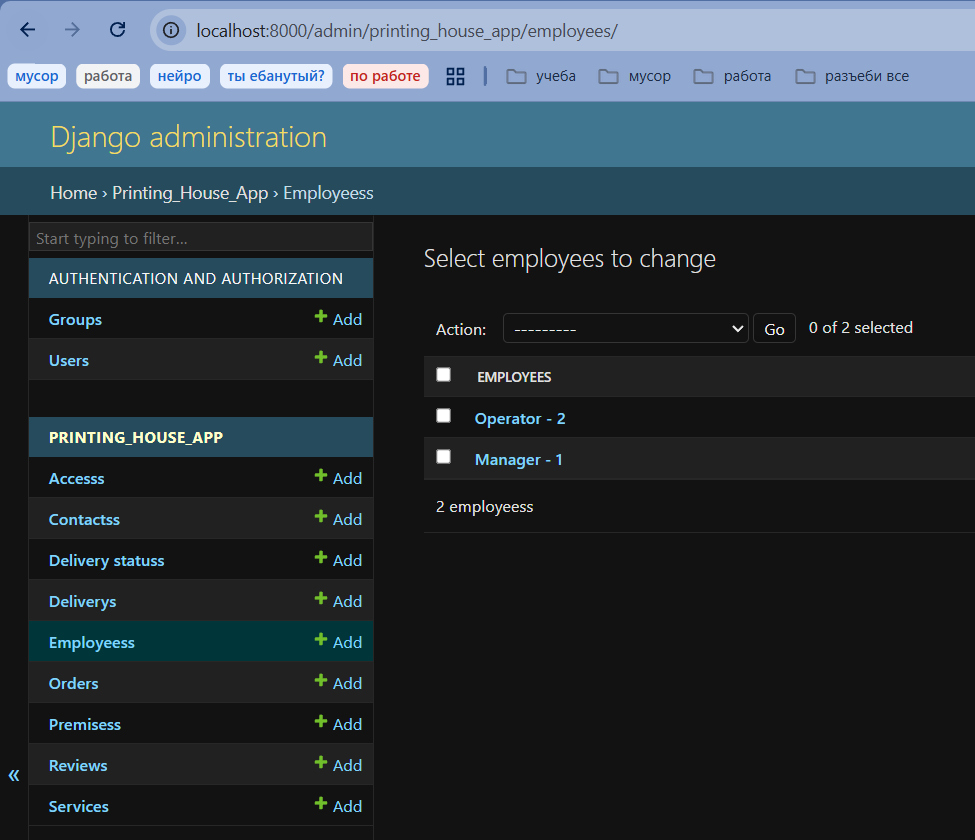 localhost:8000/admin/printing_house_app/employees/
мусор работа нейро ты ебанутый? по работе учеба мусор работа разъеби все
Django administration
Home › Printing_House_App › Employeess
Start typing to filter...
AUTHENTICATION AND AUTHORIZATION
Groups + Add
Users + Add
PRINTING_HOUSE_APP
Accesss + Add
Contactss + Add
Delivery statuss + Add
Deliverys + Add
Employeess + Add
Orders + Add
Premisess + Add
Reviews + Add
Services + Add
«
Select employees to change
Action: --------- Go 0 of 2 selected
EMPLOYEES
Operator - 2
Manager - 1
2 employeess